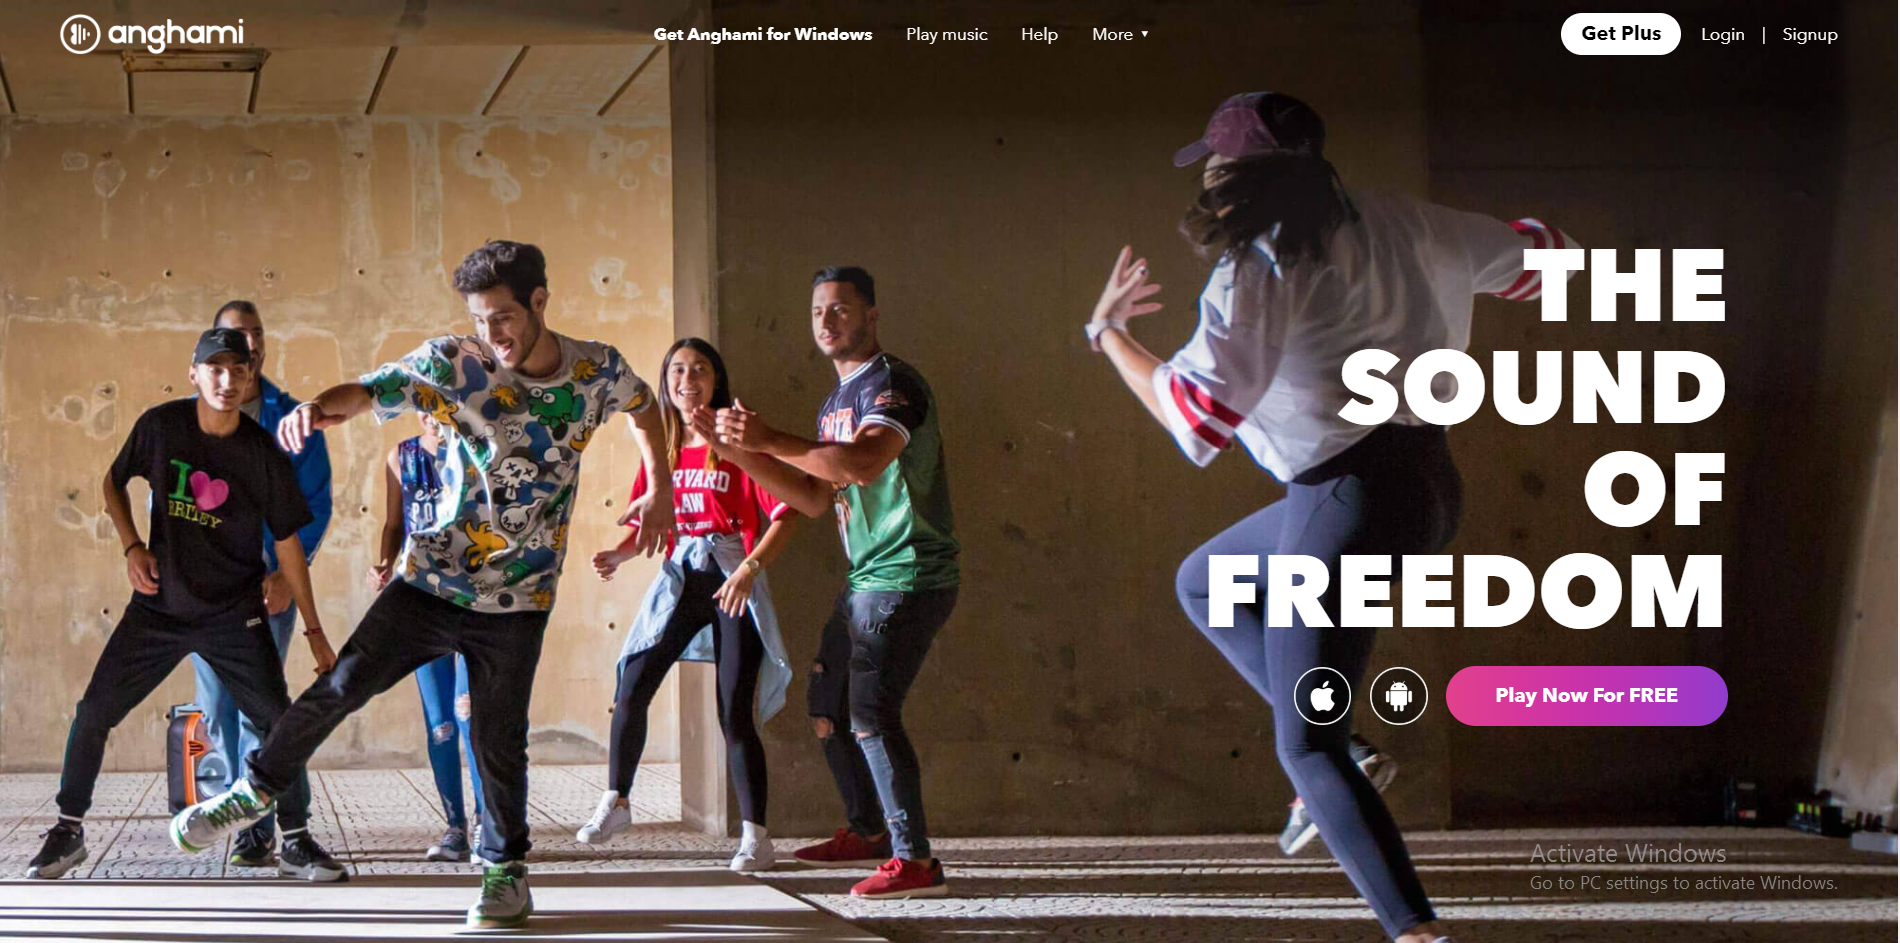 anghami
Get Anghami for Windows
Play music
Help
More ▼
Get Plus
Login | Signup
THE
SOUND
OF
FREEDOM
Play Now For FREE
I
BRITNEY
RVARD
LAW
Activate Windows
Go to PC settings to activate Windows.